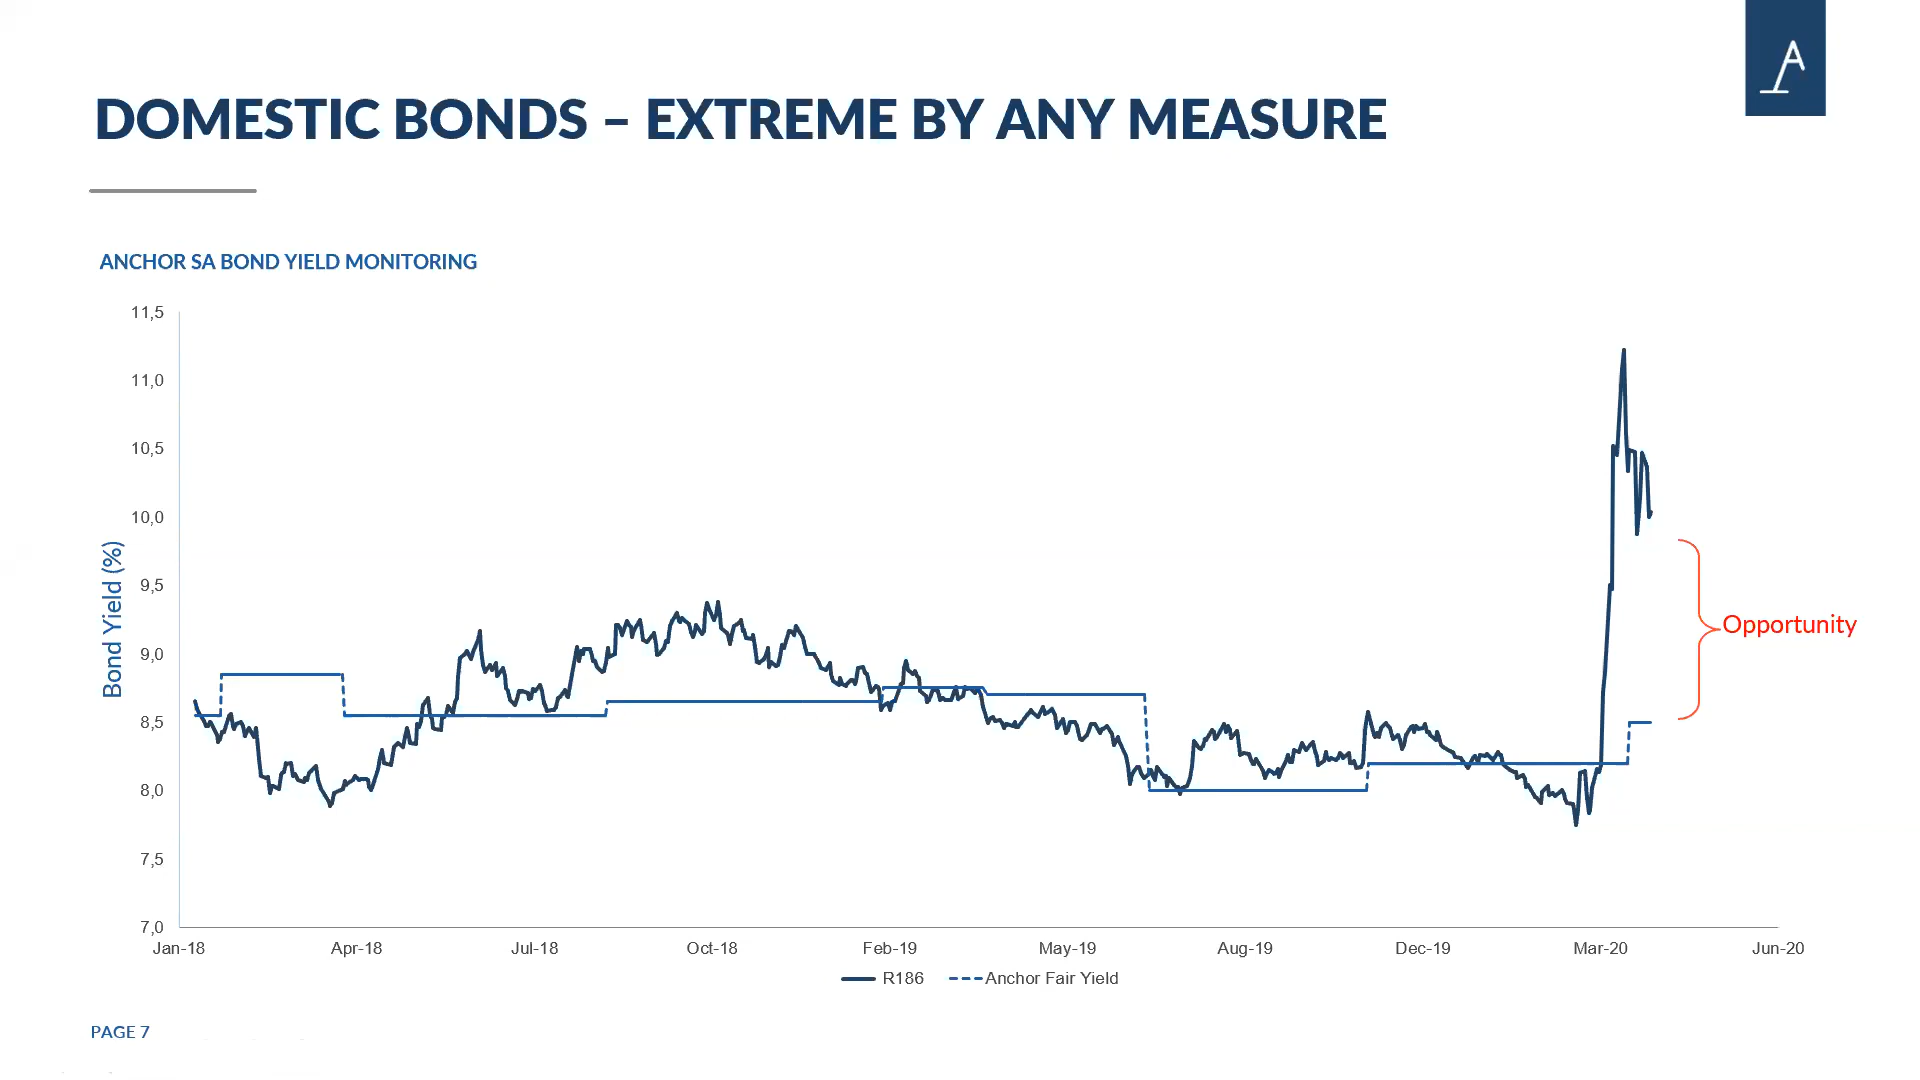 A
DOMESTIC BONDS – EXTREME BY ANY MEASURE
ANCHOR SA BOND YIELD MONITORING
Bond Yield (%)
11,5
11,0
10,5
10,0
9,5
9,0
8,5
8,0
7,5
7,0
Opportunity
Jan-18 Apr-18 Jul-18 Oct-18 Feb-19 May-19 Aug-19 Dec-19 Mar-20 Jun-20
R186 Anchor Fair Yield
PAGE 7